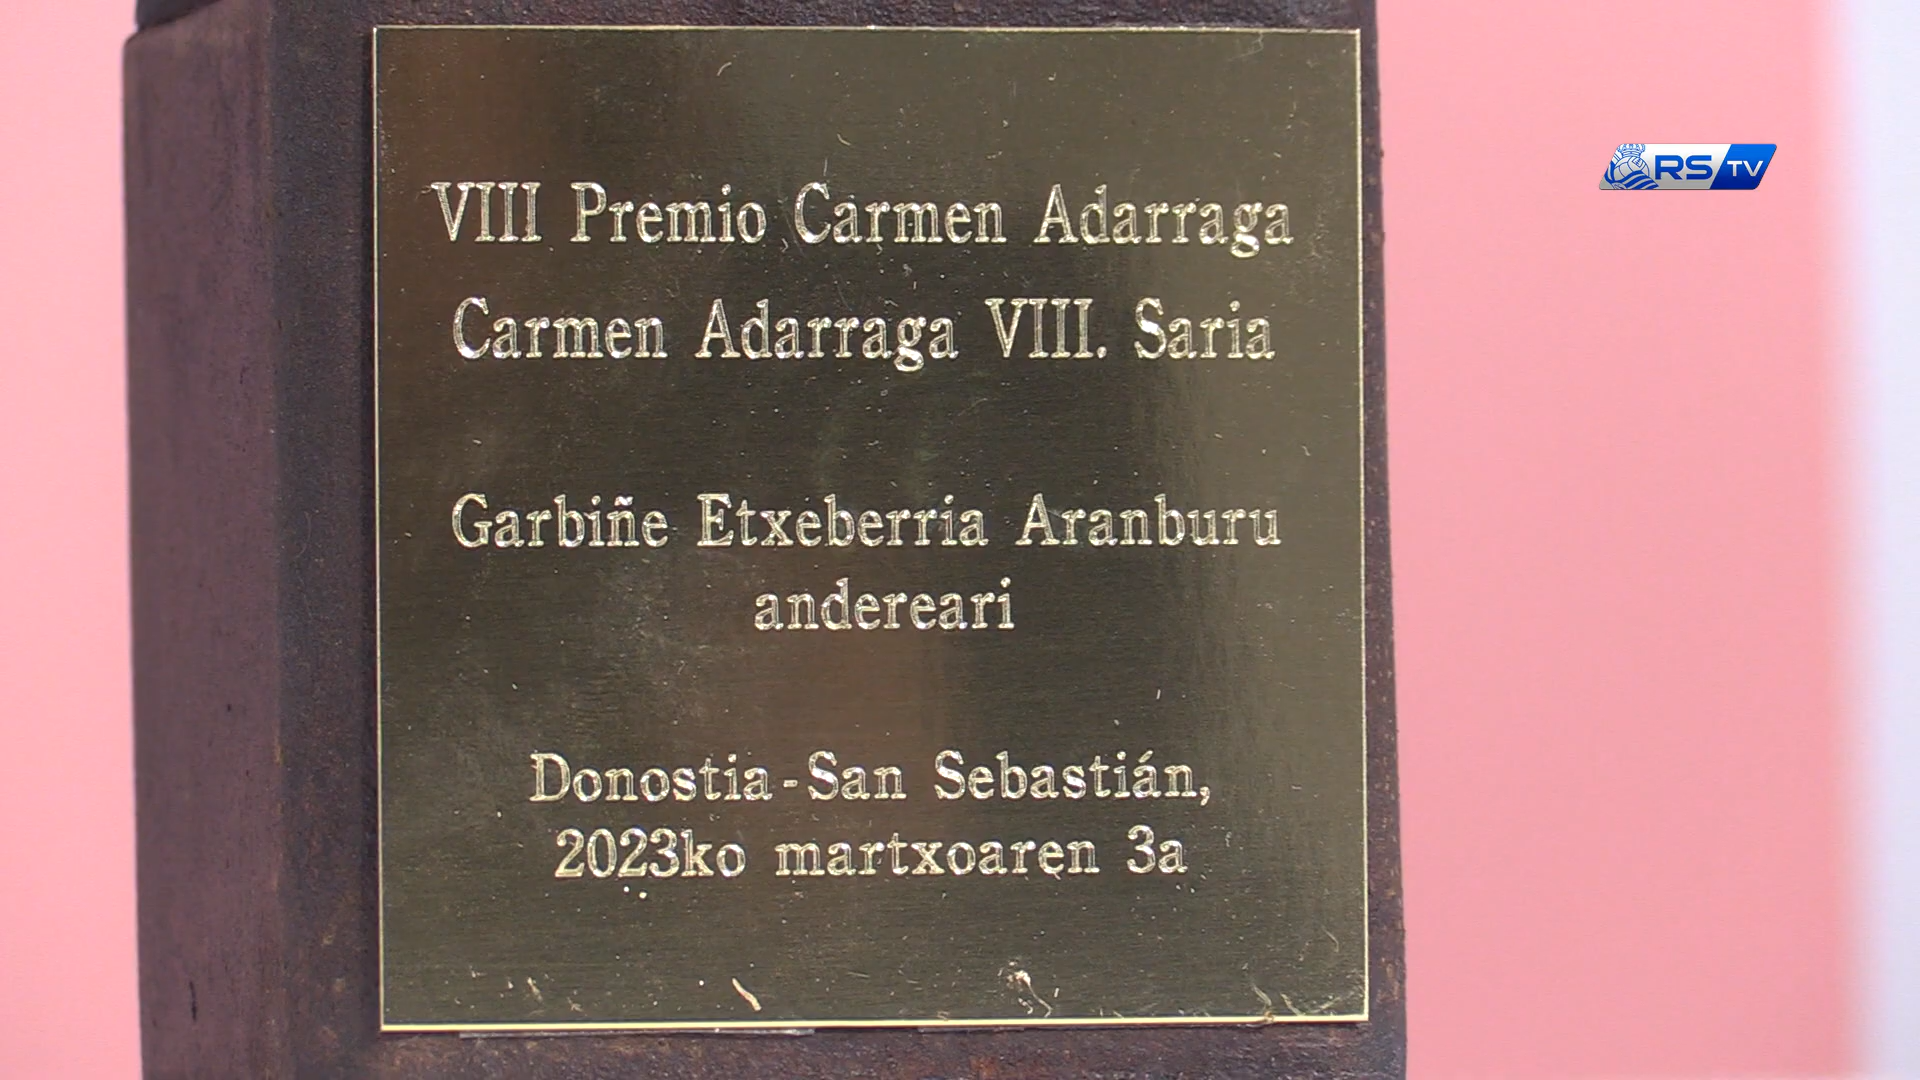 VIII Premio Carmen Adarraga
Carmen Adarraga VIII. Saria
Garbiñe Etxeberria Aranburu
andereari
Donostia-San Sebastián,
2023ko martxoaren 3a
RS TV